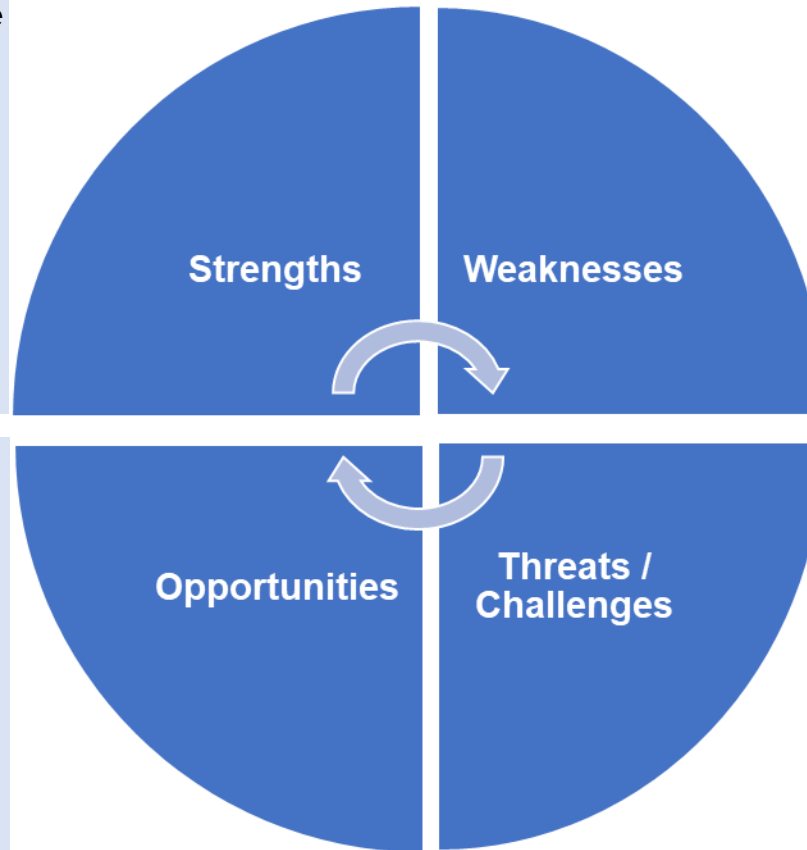 e
Strengths
Weaknesses
Opportunities
Threats /
Challenges